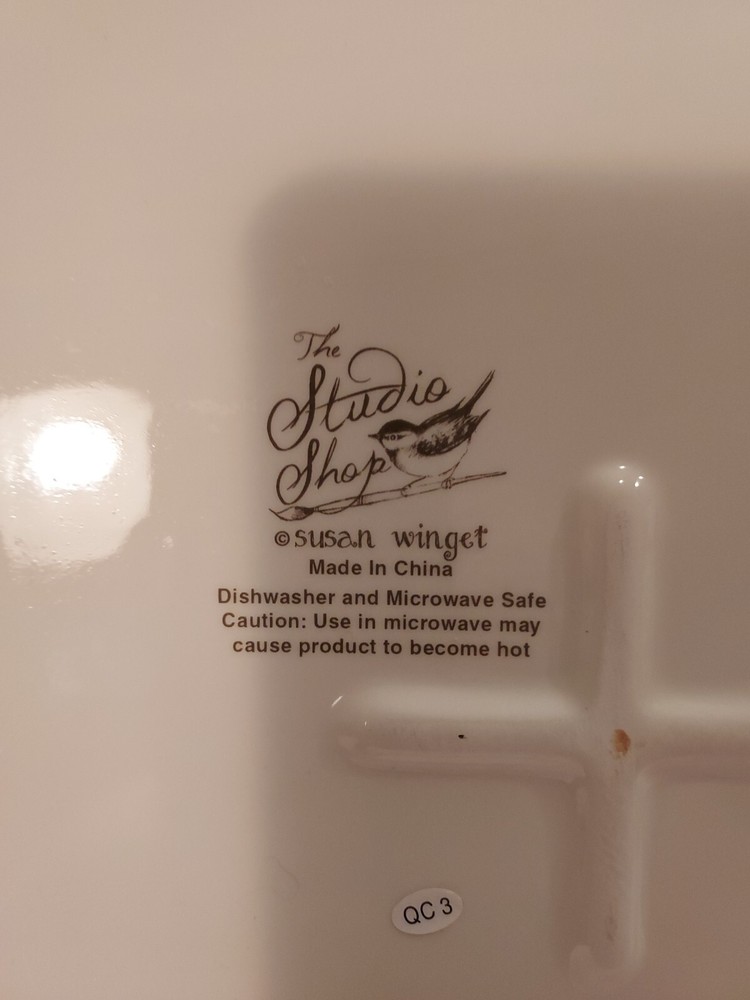 The
Studio
Shop
©susan winget
Made In China
Dishwasher and Microwave Safe
Caution: Use in microwave may
cause product to become hot
QC 3